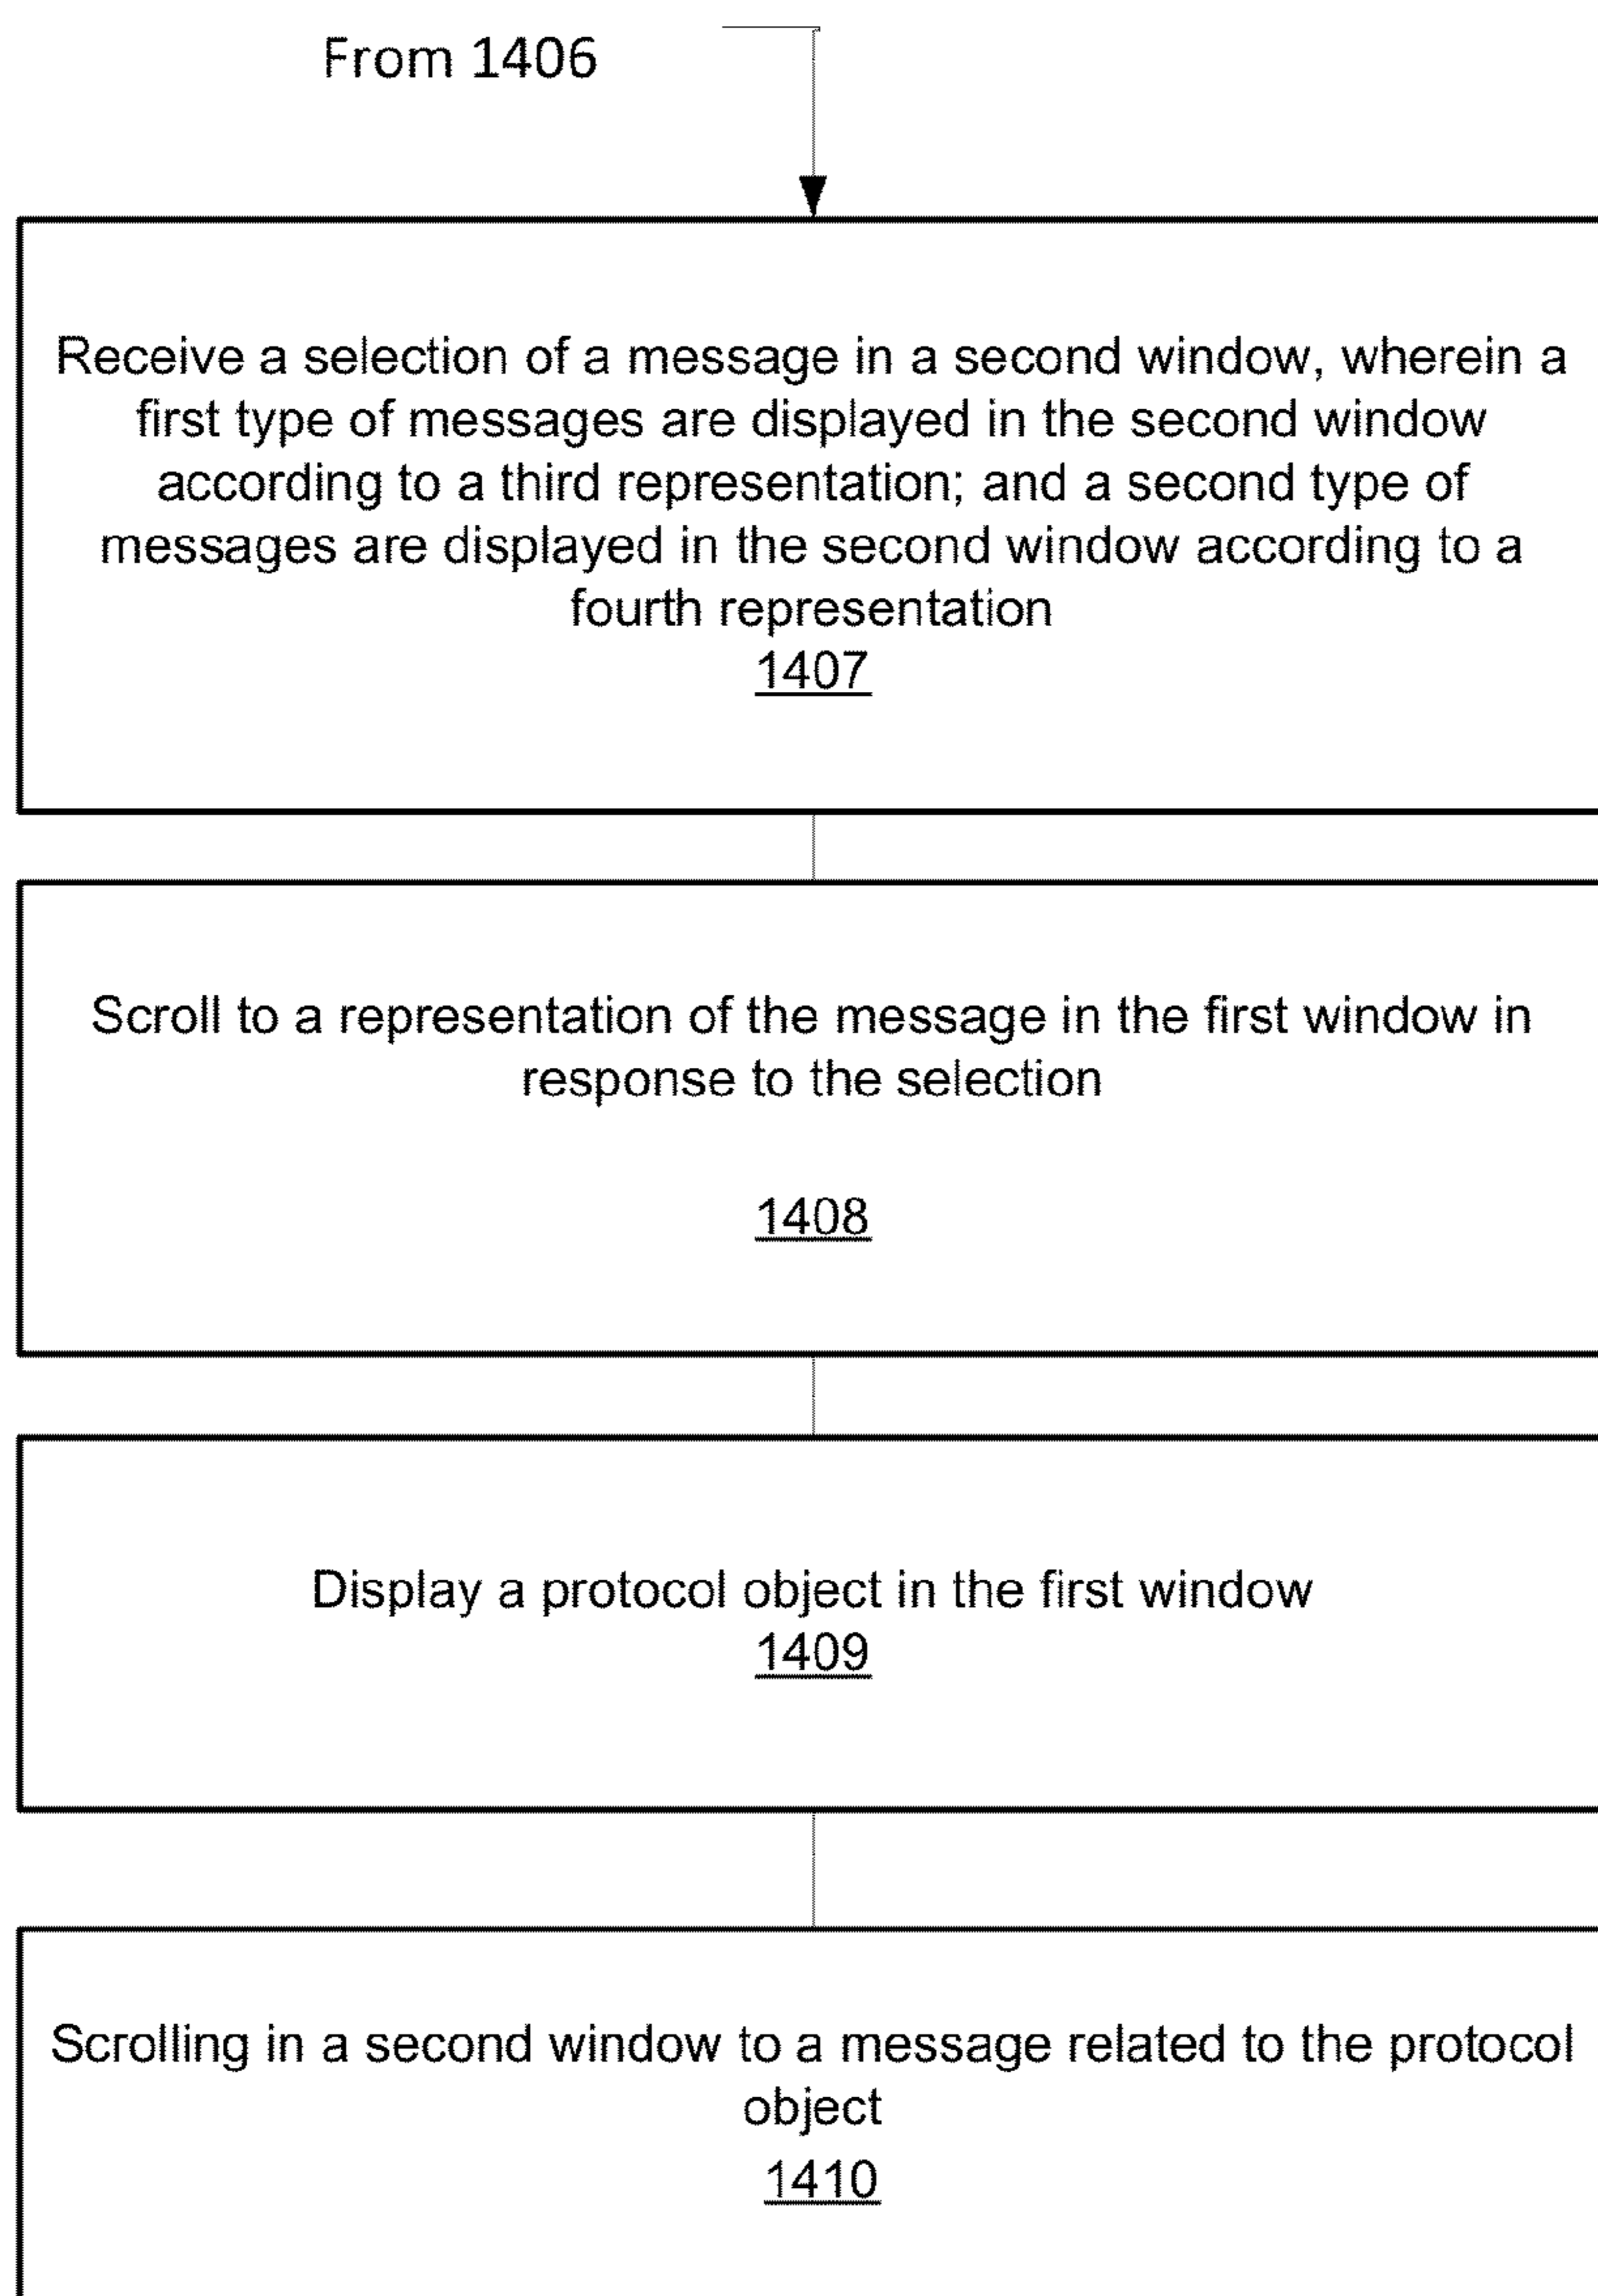 From 1406
Receive a selection of a message in a second window, wherein a
first type of messages are displayed in the second window
according to a third representation; and a second type of
messages are displayed in the second window according to a
fourth representation
1407
Scroll to a representation of the message in the first window in
response to the selection
1408
Display a protocol object in the first window
1409
Scrolling in a second window to a message related to the protocol
object
1410